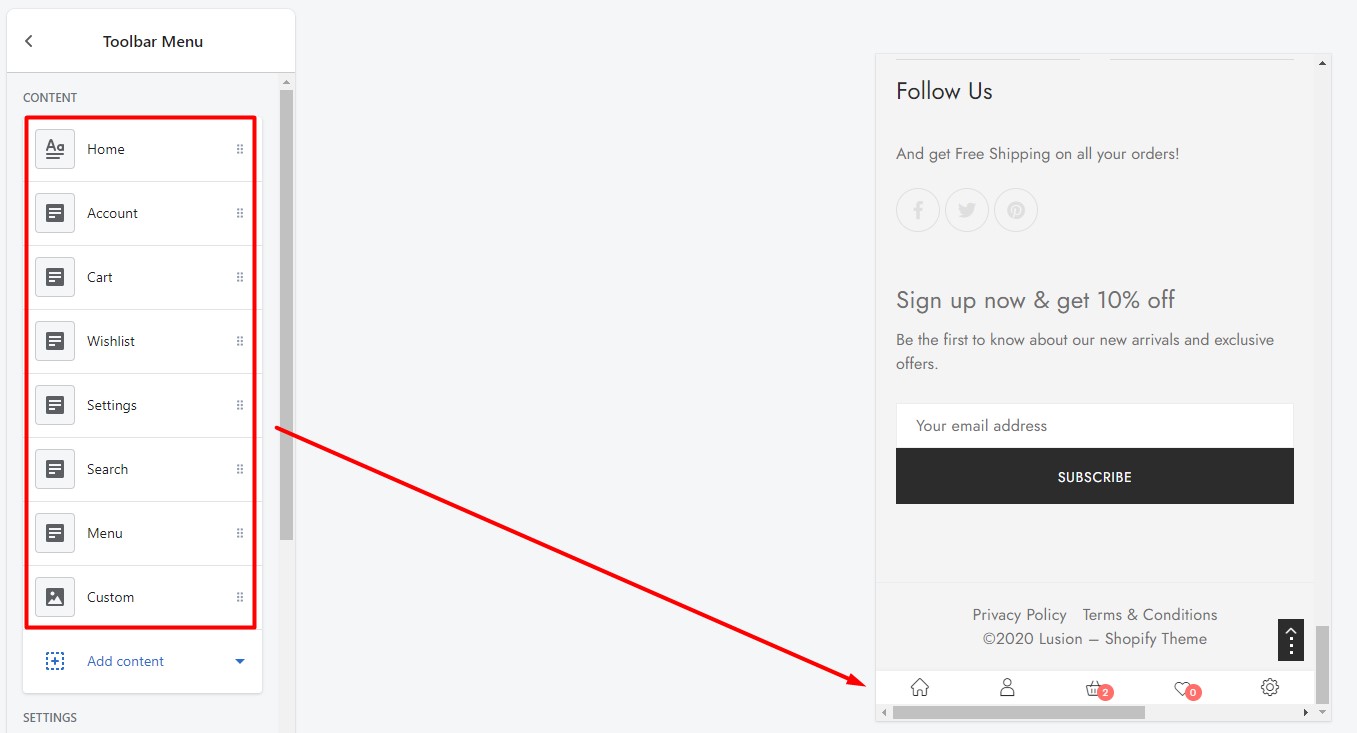 Toolbar Menu
CONTENT
Aa
Home
Account
Cart
Wishlist
Settings
Search
Menu
Custom
Add content
SETTINGS
Follow Us
And get Free Shipping on all your orders!
Sign up now & get 10% off
Be the first to know about our new arrivals and exclusive
offers.
Your email address
SUBSCRIBE
Privacy Policy Terms & Conditions
©2020 Lusion – Shopify Theme
2
0